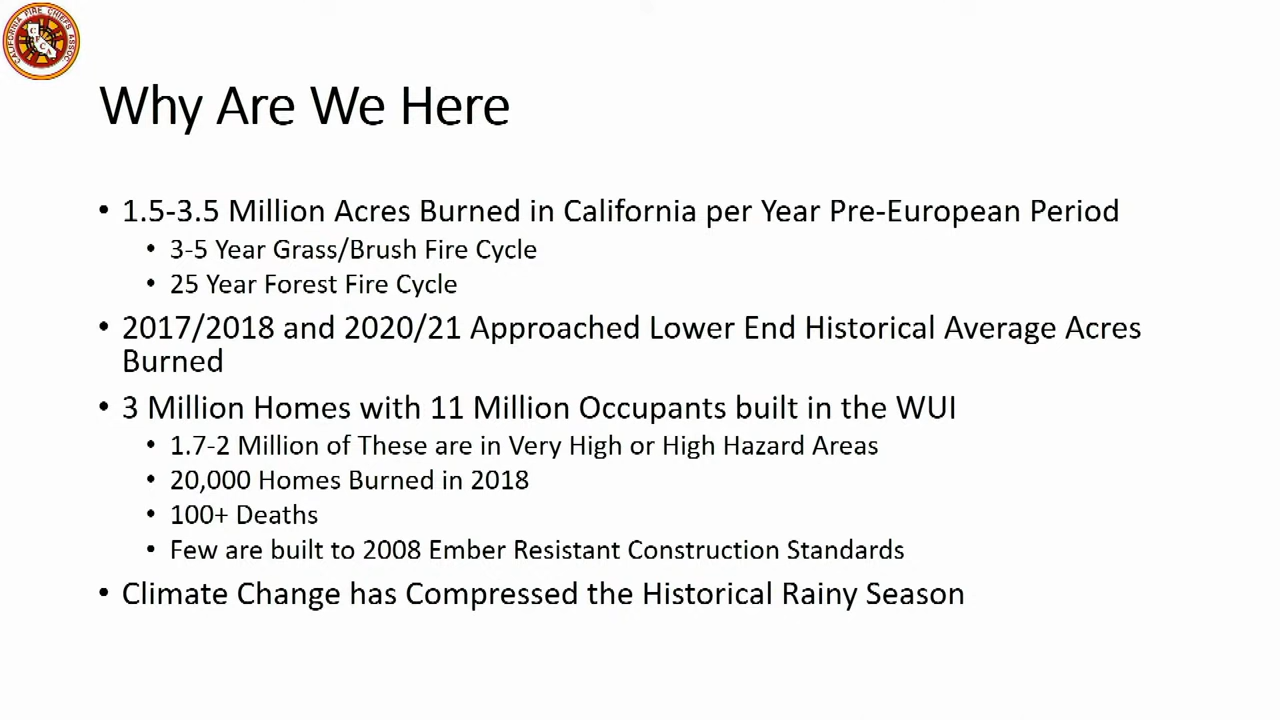 CALIFORNIA FIRE CHIEFS ASSOC.
Why Are We Here
• 1.5-3.5 Million Acres Burned in California per Year Pre-European Period
• 3-5 Year Grass/Brush Fire Cycle
• 25 Year Forest Fire Cycle
• 2017/2018 and 2020/21 Approached Lower End Historical Average Acres
Burned
• 3 Million Homes with 11 Million Occupants built in the WUI
• 1.7-2 Million of These are in Very High or High Hazard Areas
• 20,000 Homes Burned in 2018
• 100+ Deaths
• Few are built to 2008 Ember Resistant Construction Standards
• Climate Change has Compressed the Historical Rainy Season